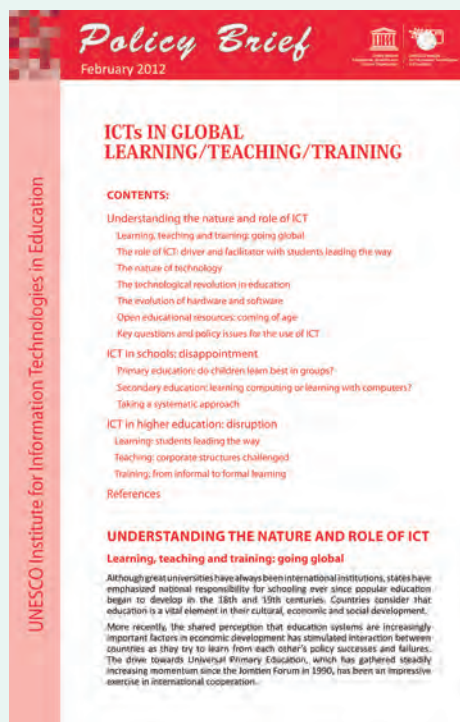 Policy Brief
February 2012
UNESCO Institute for Information Technologies in Education
ICTs IN GLOBAL
LEARNING/TEACHING/TRAINING
CONTENTS:
Understanding the nature and role of ICT
Learning, teaching and training: going global
The role of ICT: driver and facilitator with students leading the way
The nature of technology
The technological revolution in education
The evolution of hardware and software
Open educational resources: coming of age
Key questions and policy issues for the use of ICT
ICT in schools: disappointment
Primary education: do children learn best in groups?
Secondary education: learning computing or learning with computers?
Taking a systematic approach
ICT in higher education: disruption
Learning: students leading the way
Teaching: corporate structures challenged
Training: from informal to formal learning
References
UNDERSTANDING THE NATURE AND ROLE OF ICT
Learning, teaching and training: going global
Although great universities have always been international institutions, states have
emphasized national responsibility for schooling ever since popular education
began to develop in the 18th and 19th centuries. Countries consider that
education is a vital element in their cultural, economic and social development.
More recently, the shared perception that education systems are increasingly
important factors in economic development has stimulated interaction between
countries as they try to learn from each other's policy successes and failures.
The drive towards Universal Primary Education, which has gathered steadily
increasing momentum since the Jomtien Forum in 1990, has been an impressive
exercise in international cooperation.